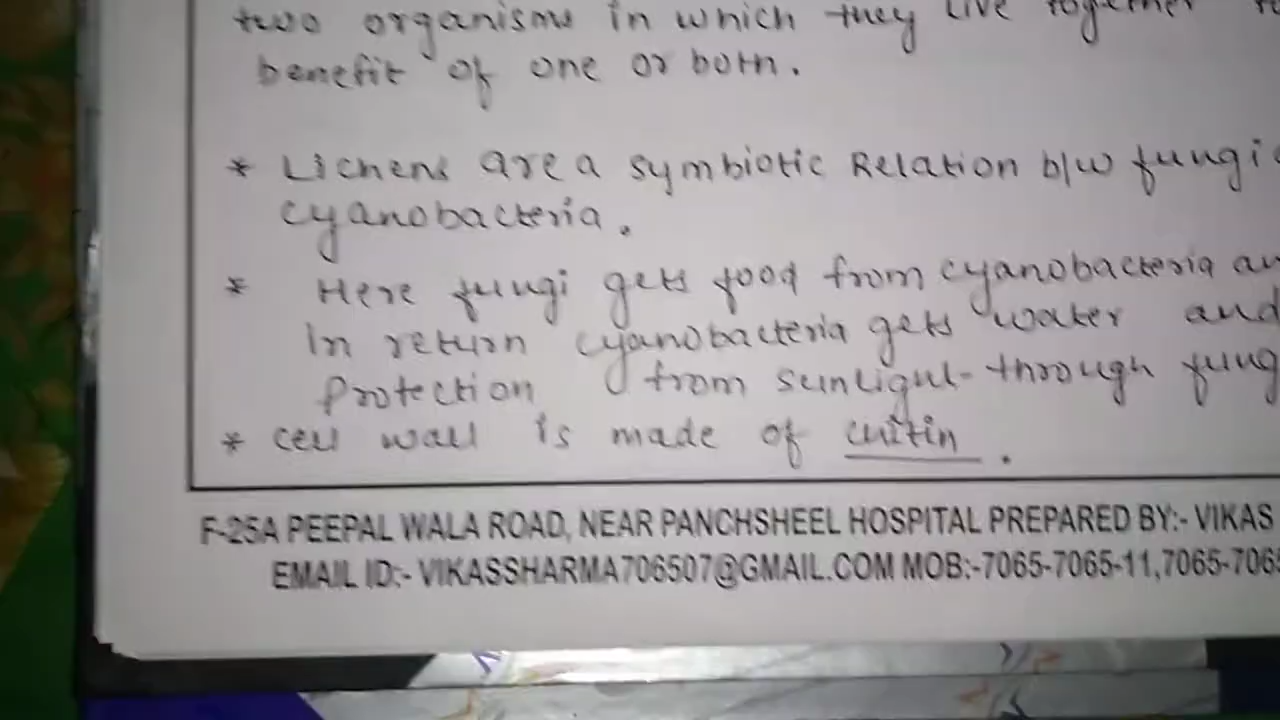 two organisms in which they live together
benefit of one or both.
* Lichens are a symbiotic Relation b/w fungi
cyanobacteria.
* Here fungi gets food from cyanobacteria
In return cyanobacteria gets water and
Protection from sunlight through fung
* cell wall is made of chitin.
F-25A PEEPAL WALA ROAD, NEAR PANCHSHEEL HOSPITAL PREPARED BY:- VIKAS
EMAIL ID:- VIKASSHARMA706507@GMAIL.COM MOB:-7065-7065-11,7065-706